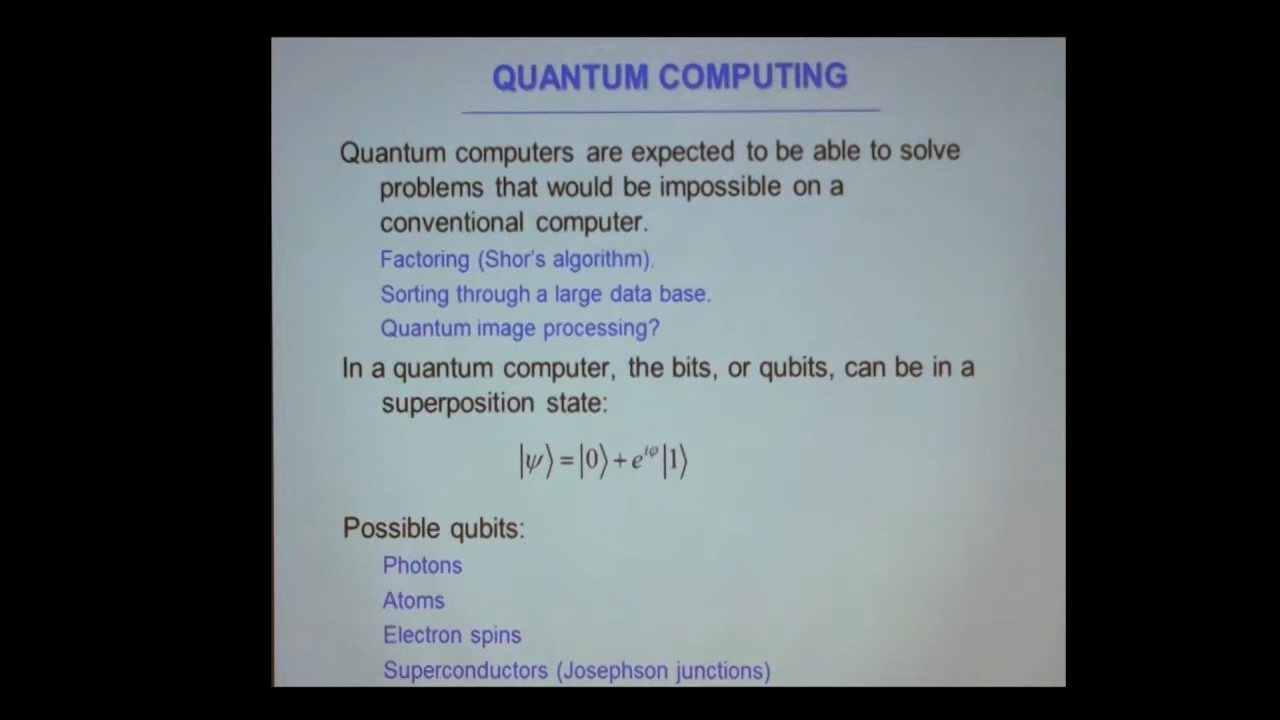 QUANTUM COMPUTING
Quantum computers are expected to be able to solve
problems that would be impossible on a
conventional computer.
Factoring (Shor's algorithm).
Sorting through a large data base.
Quantum image processing?
In a quantum computer, the bits, or qubits, can be in a
superposition state:
|ψ⟩ = |0⟩ + e^{iφ} |1⟩
Possible qubits:
Photons
Atoms
Electron spins
Superconductors (Josephson junctions)